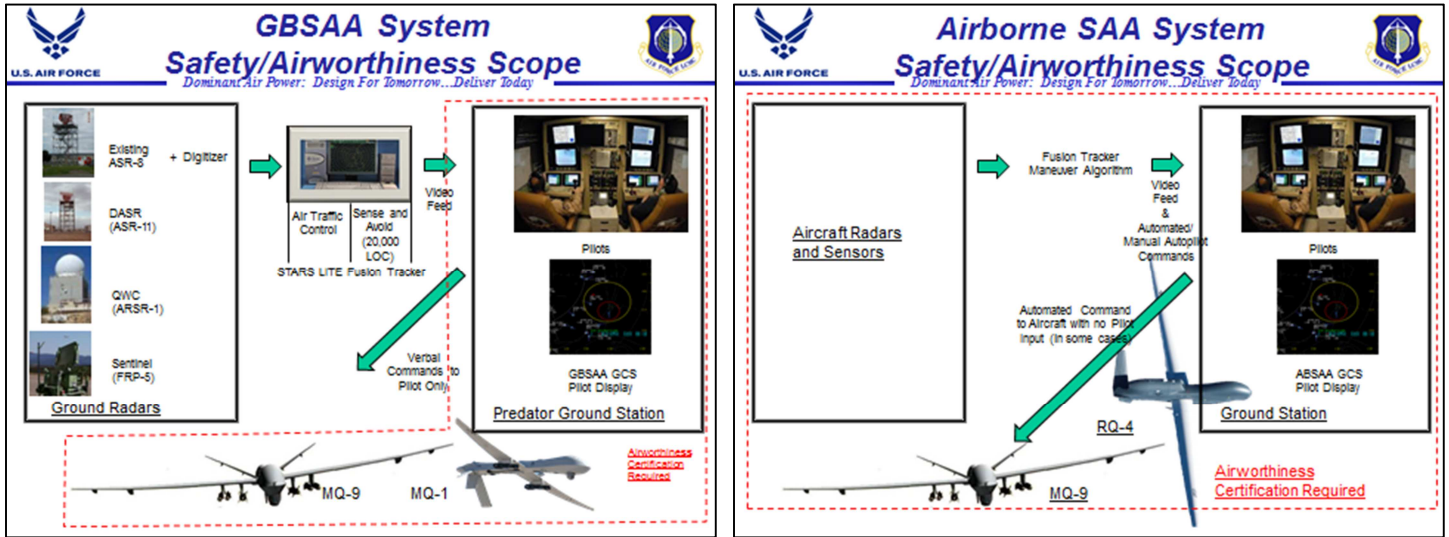 GBSAA System
Safety/Airworthiness Scope
U.S. AIR FORCE
Dominant Air Power: Design For Tomorrow...Deliver Today
Existing
ASR-8
+ Digitizer
DASR
(ASR-11)
QWC
(ARSR-1)
Sentinel
(FRP-5)
Ground Radars
Air Traffic
Control
Sense and
Avoid
(20,000
LOC)
STARS LITE Fusion Tracker
Video
Feed
Verbal
Commands to
Pilot Only
Pilots
GBSAA GCS
Pilot Display
Predator Ground Station
MQ-9
MQ-1
Airworthiness
Certification
Required
Airborne SAA System
Safety/Airworthiness Scope
U.S. AIR FORCE
Dominant Air Power: Design For Tomorrow...Deliver Today
Aircraft Radars
and Sensors
Fusion Tracker
Maneuver Algorithm
Video
Feed
&
Automated/
Manual Autopilot
Commands
Automated Command
to Aircraft with no Pilot
Input (in some cases)
Pilots
ABSAA GCS
Pilot Display
Ground Station
RQ-4
MQ-9
Airworthiness
Certification Required